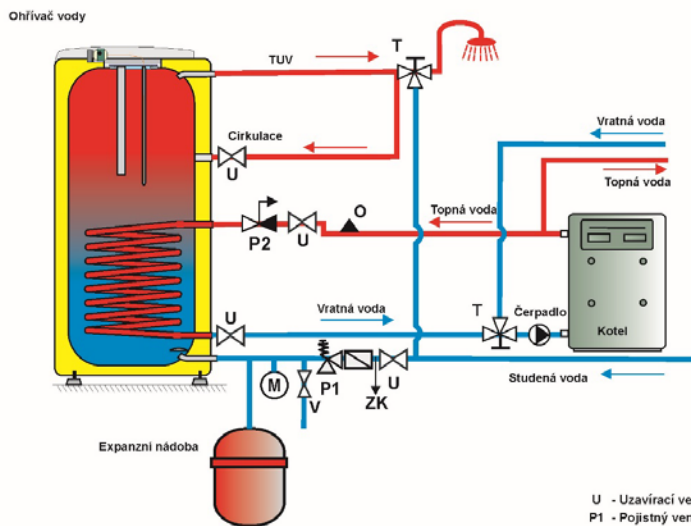 Ohřívač vody
TUV
T
Cirkulace
U
Vratná voda
Topná voda
O
Topná voda
P2
U
U
Vratná voda
T
Čerpadlo
Kotel
M
V
P1
ZK
U
Studená voda
Expanzni nádoba
U - Uzavírací ve
P1 - Pojistný ven